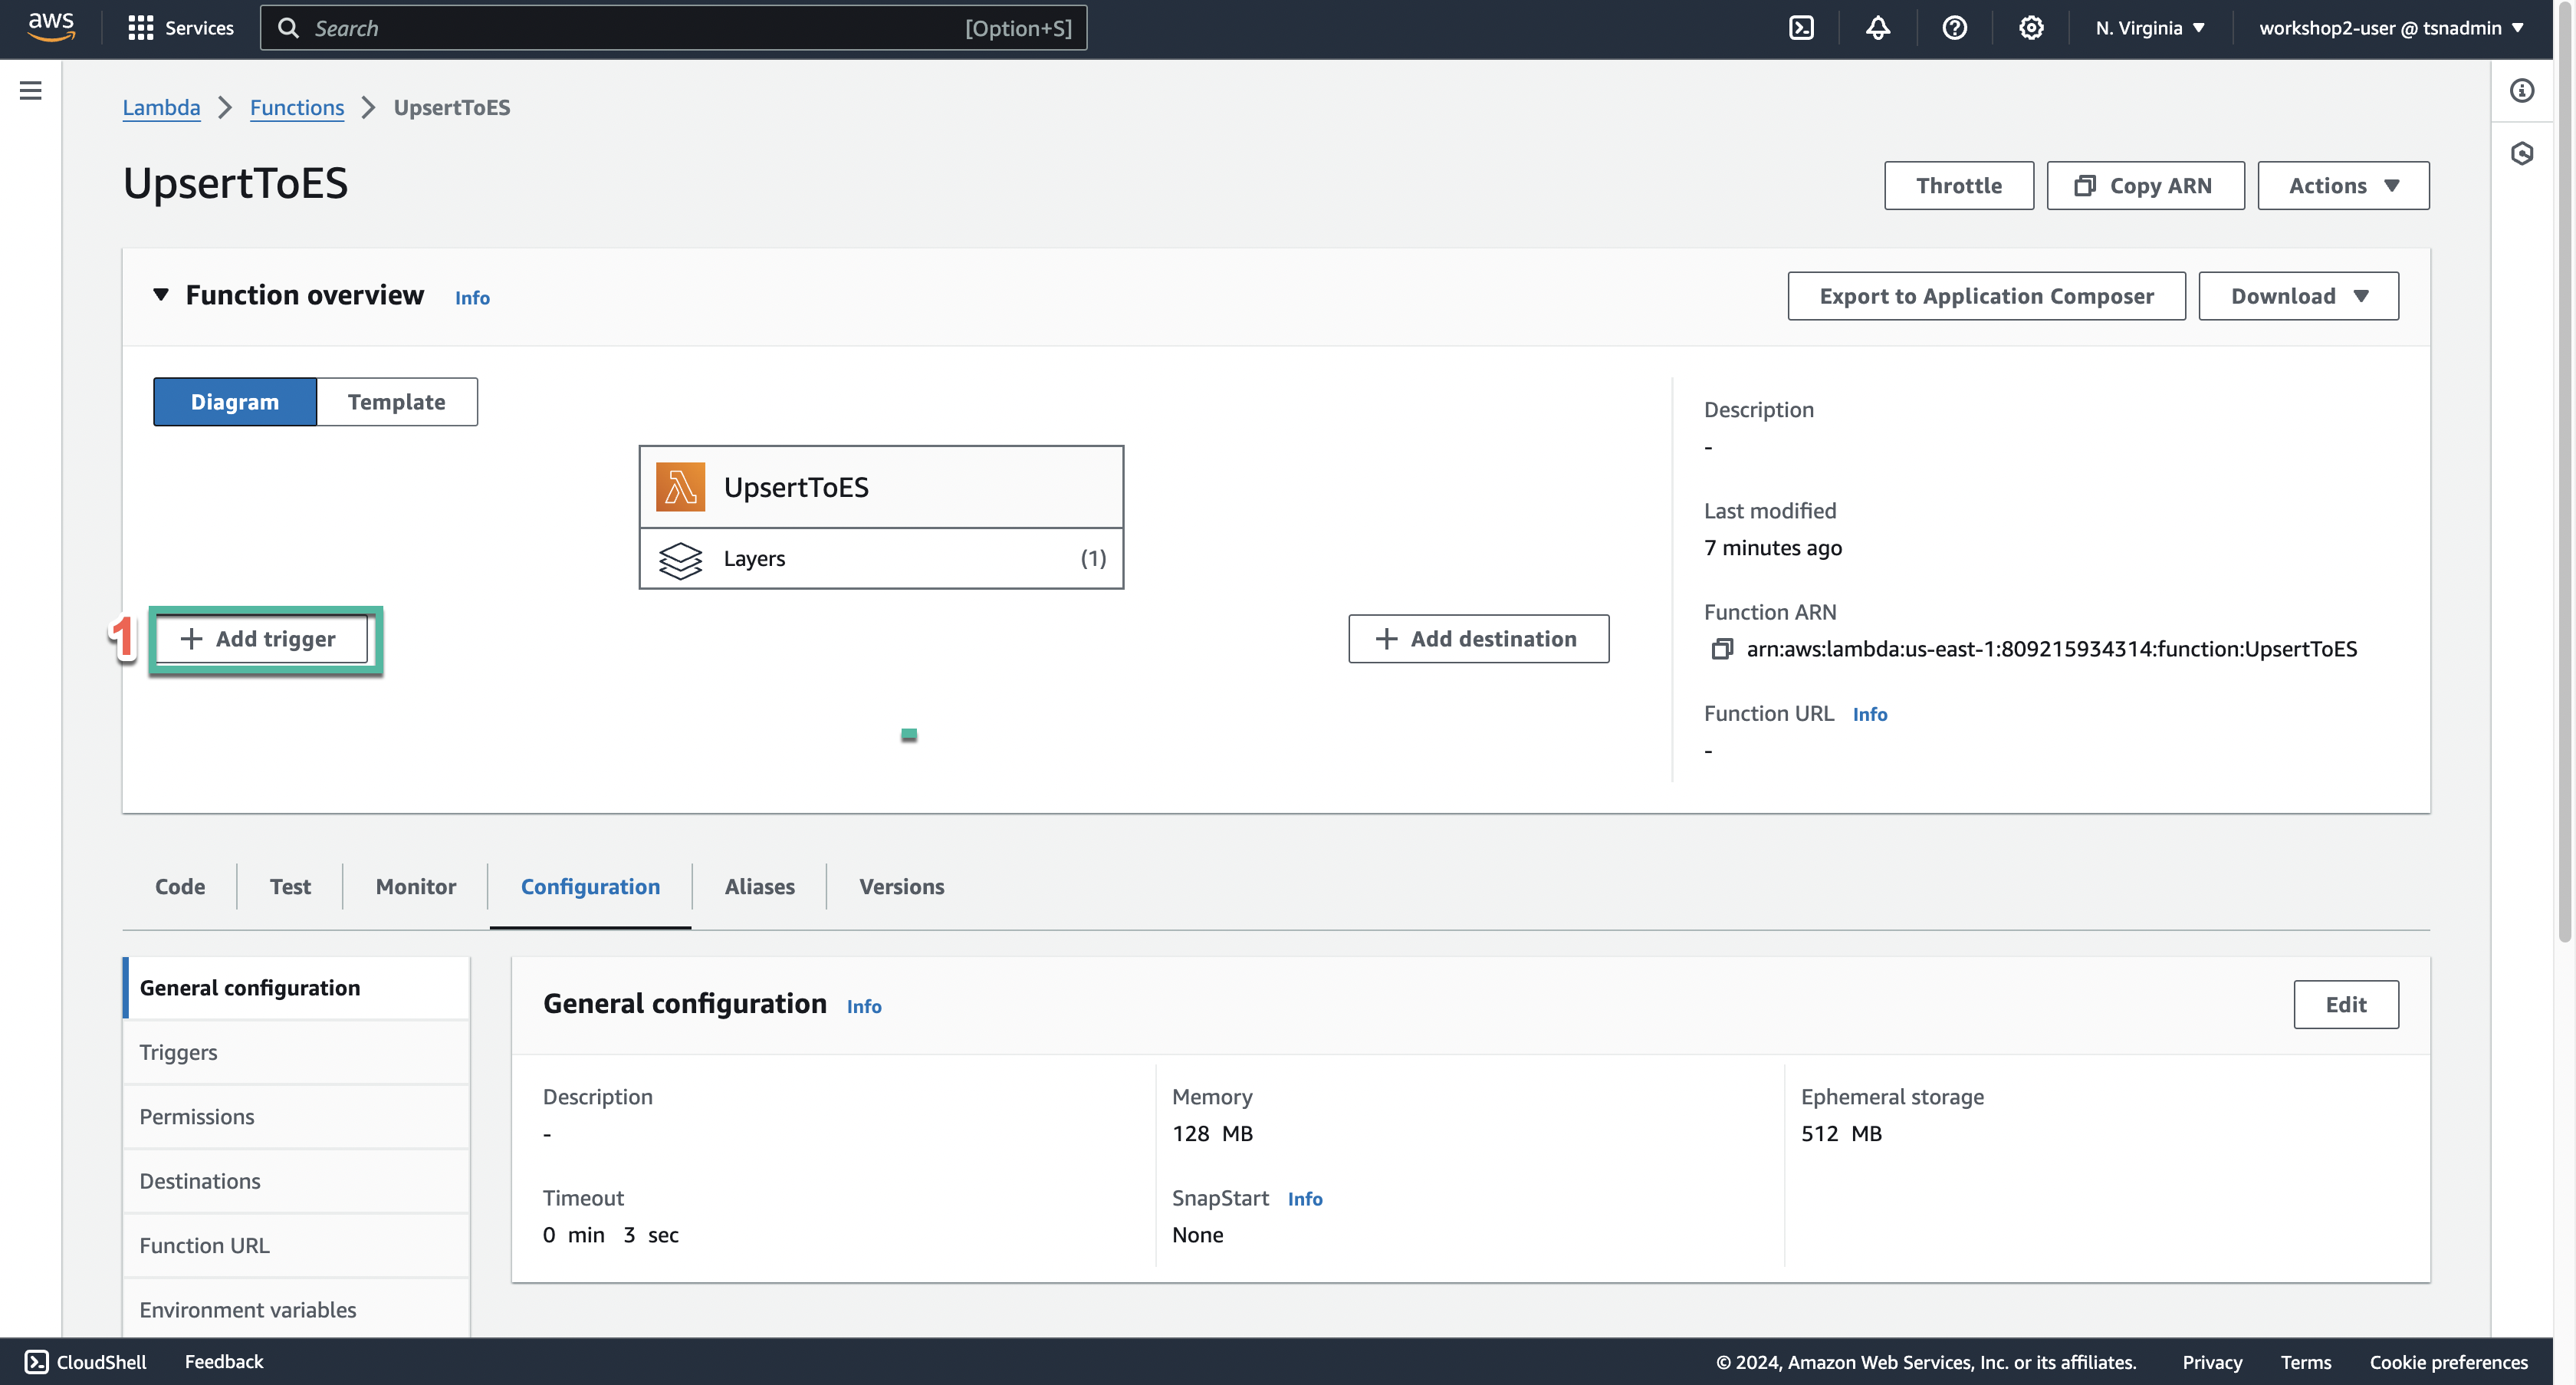 aws Services Search [Option+S] N. Virginia workshop2-user @ tsnadmin
Lambda Functions UpsertToES
UpsertToES
Throttle Copy ARN Actions
Function overview Info
Export to Application Composer Download
Diagram Template
UpsertToES
Layers (1)
1
Add trigger
Add destination
Description
-
Last modified
7 minutes ago
Function ARN
arn:aws:lambda:us-east-1:809215934314:function:UpsertToES
Function URL Info
-
Code Test Monitor Configuration Aliases Versions
General configuration
Triggers
Permissions
Destinations
Function URL
Environment variables
General configuration Info
Edit
Description
-
Memory
128 MB
Ephemeral storage
512 MB
Timeout
0 min 3 sec
SnapStart Info
None
CloudShell Feedback © 2024, Amazon Web Services, Inc. or its affiliates. Privacy Terms Cookie preferences